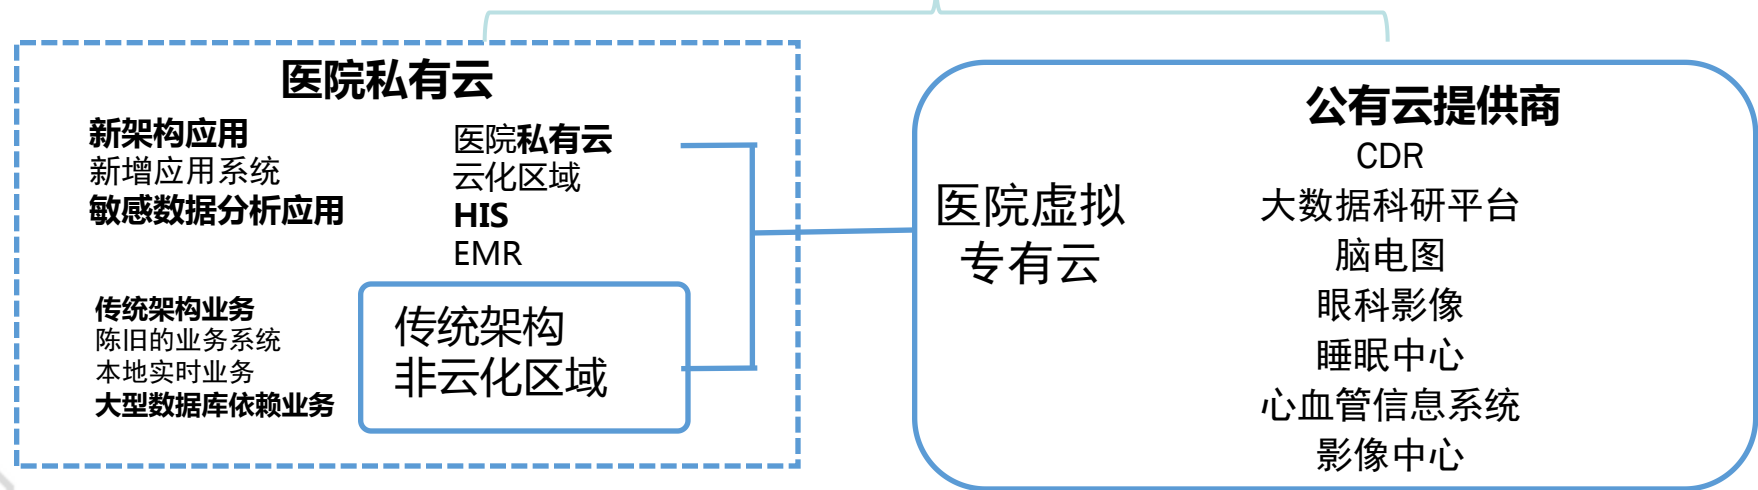 医院私有云
新架构应用
新增应用系统
敏感数据分析应用
医院私有云
云化区域
HIS
EMR
传统架构业务
陈旧的业务系统
本地实时业务
大型数据库依赖业务
传统架构
非云化区域
医院虚拟
专有云
公有云提供商
CDR
大数据科研平台
脑电图
眼科影像
睡眠中心
心血管信息系统
影像中心